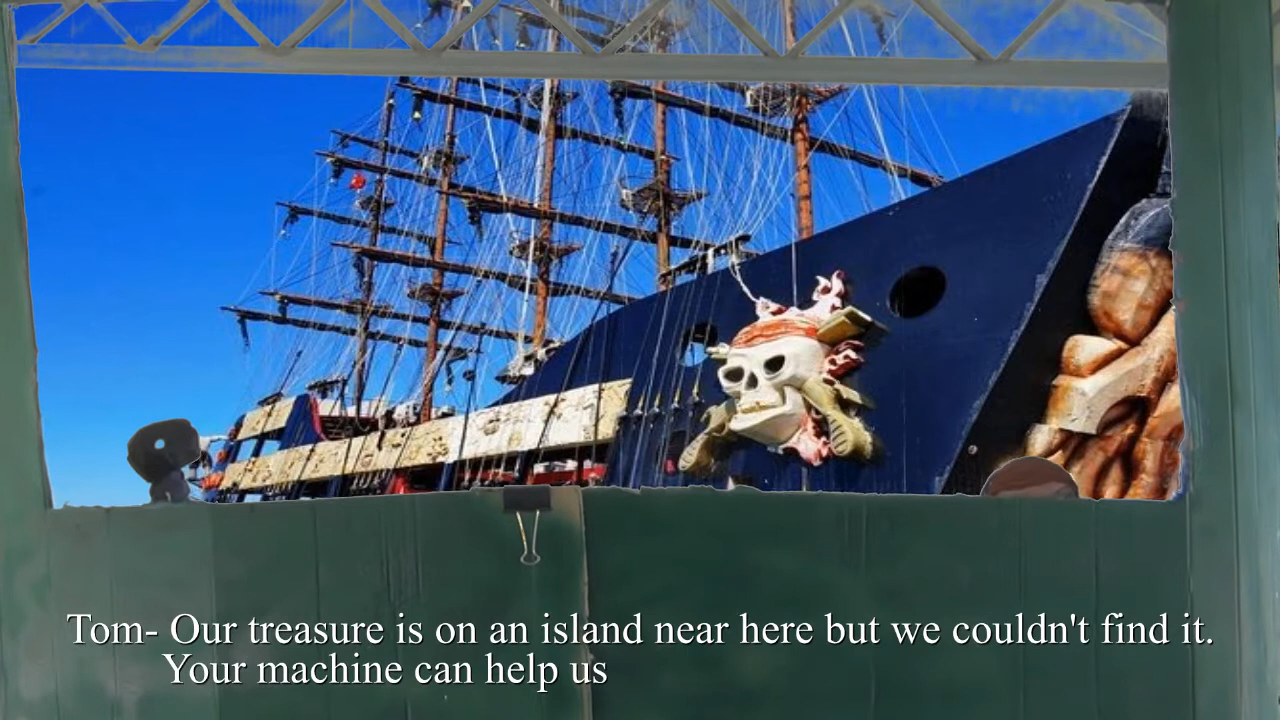 Tom- Our treasure is on an island near here but we couldn't find it.
Your machine can help us